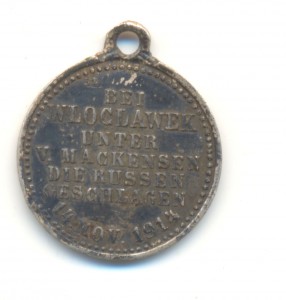 BEI
WLOCLAWEK
UNTER
V. MACKENSEN
DIE RUSSEN
GESCHLAGEN
NOV. 1914